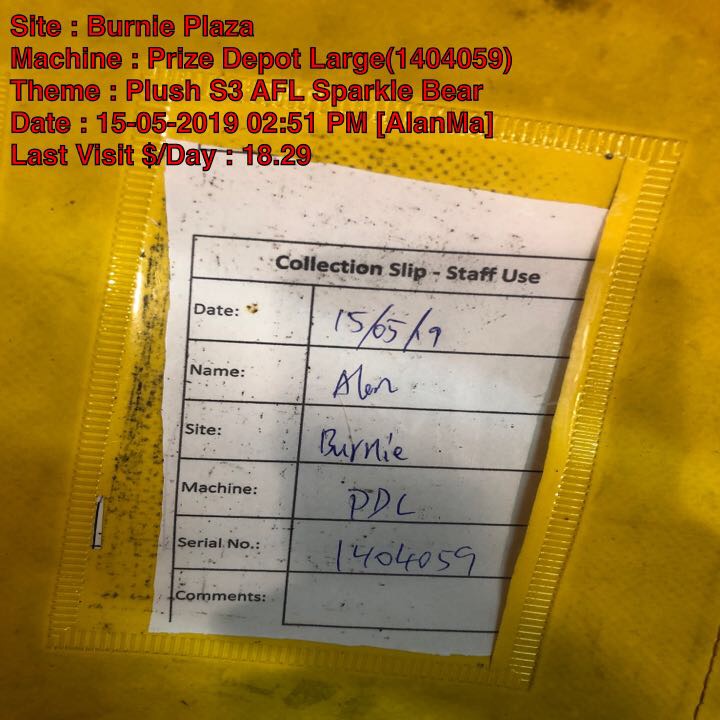 Site : Burnie Plaza
Machine : Prize Depot Large(1404059)
Theme : Plush S3 AFL Sparkle Bear
Date : 15-05-2019 02:51 PM [AlanMa]
Last Visit $/Day : 18.29
Collection Slip - Staff Use
Date: 15/05/19
Name: Alan
Site: Burnie
Machine: PDL
Serial No.: 1404059
Comments: